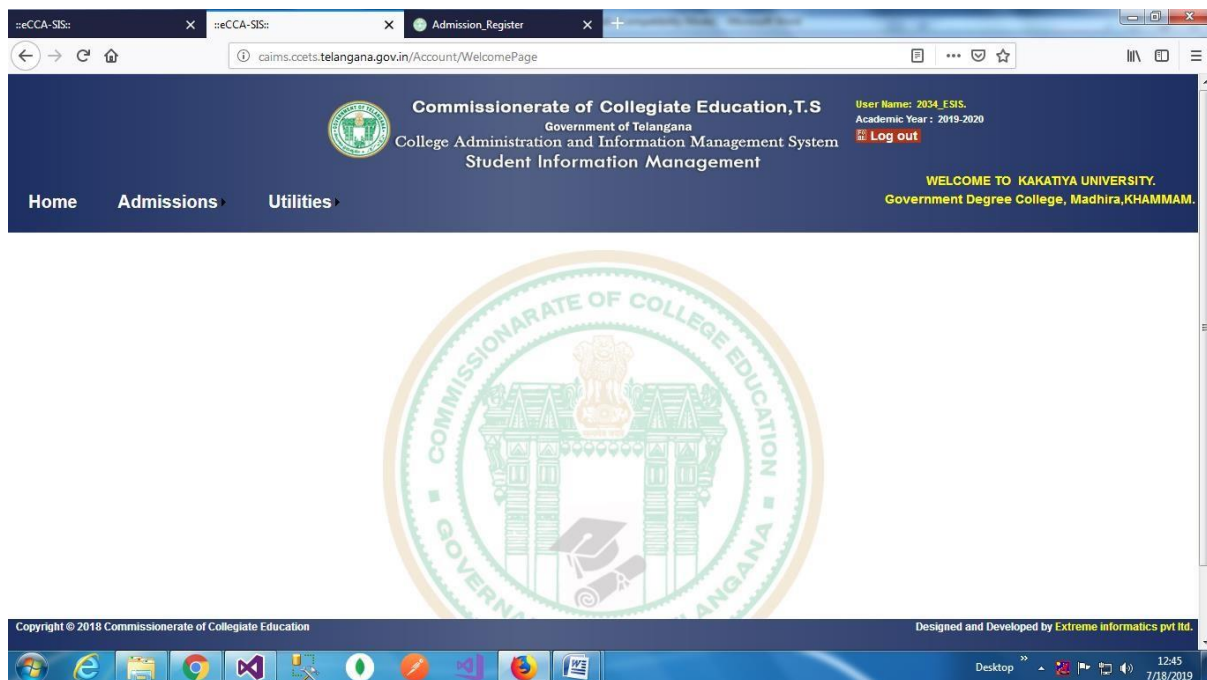 ::eCCA-SIS::
::eCCA-SIS::
Admission_Register
caims.ccets.telangana.gov.in/Account/WelcomePage
Commissionerate of Collegiate Education,T.S
Government of Telangana
College Administration and Information Management System
Student Information Management
User Name: 2034_ESIS.
Academic Year : 2019-2020
Log out
WELCOME TO KAKATIYA UNIVERSITY.
Government Degree College, Madhira,KHAMMAM.
Home Admissions Utilities
COMMISSIONARATE OF COLLEGE EDUCATION
Copyright © 2018 Commissionerate of Collegiate Education
Designed and Developed by Extreme informatics pvt ltd.
Desktop
12:45
7/18/2019